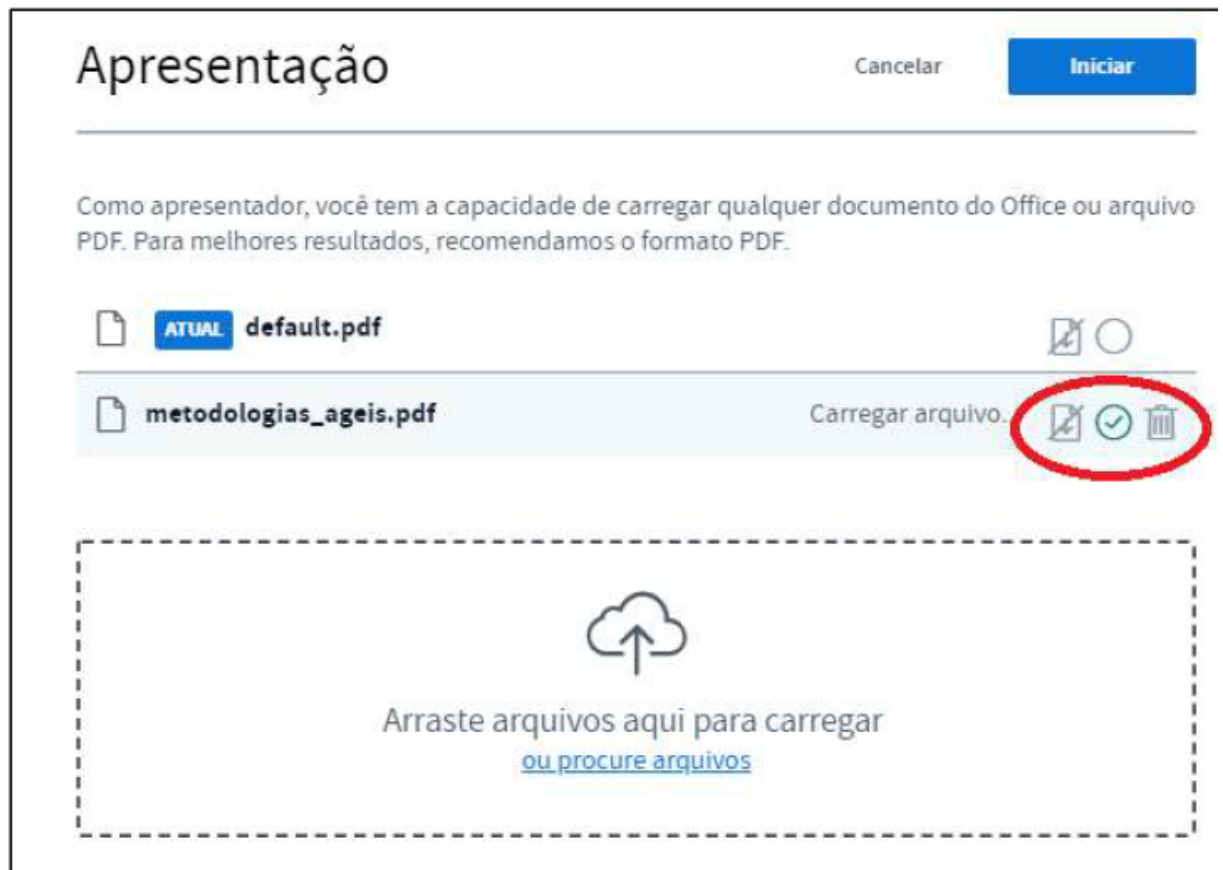 Apresentação
Cancelar
Iniciar
Como apresentador, você tem a capacidade de carregar qualquer documento do Office ou arquivo
PDF. Para melhores resultados, recomendamos o formato PDF.
ATUAL default.pdf
metodologias_ageis.pdf
Carregar arquivo.
Arraste arquivos aqui para carregar
ou procure arquivos